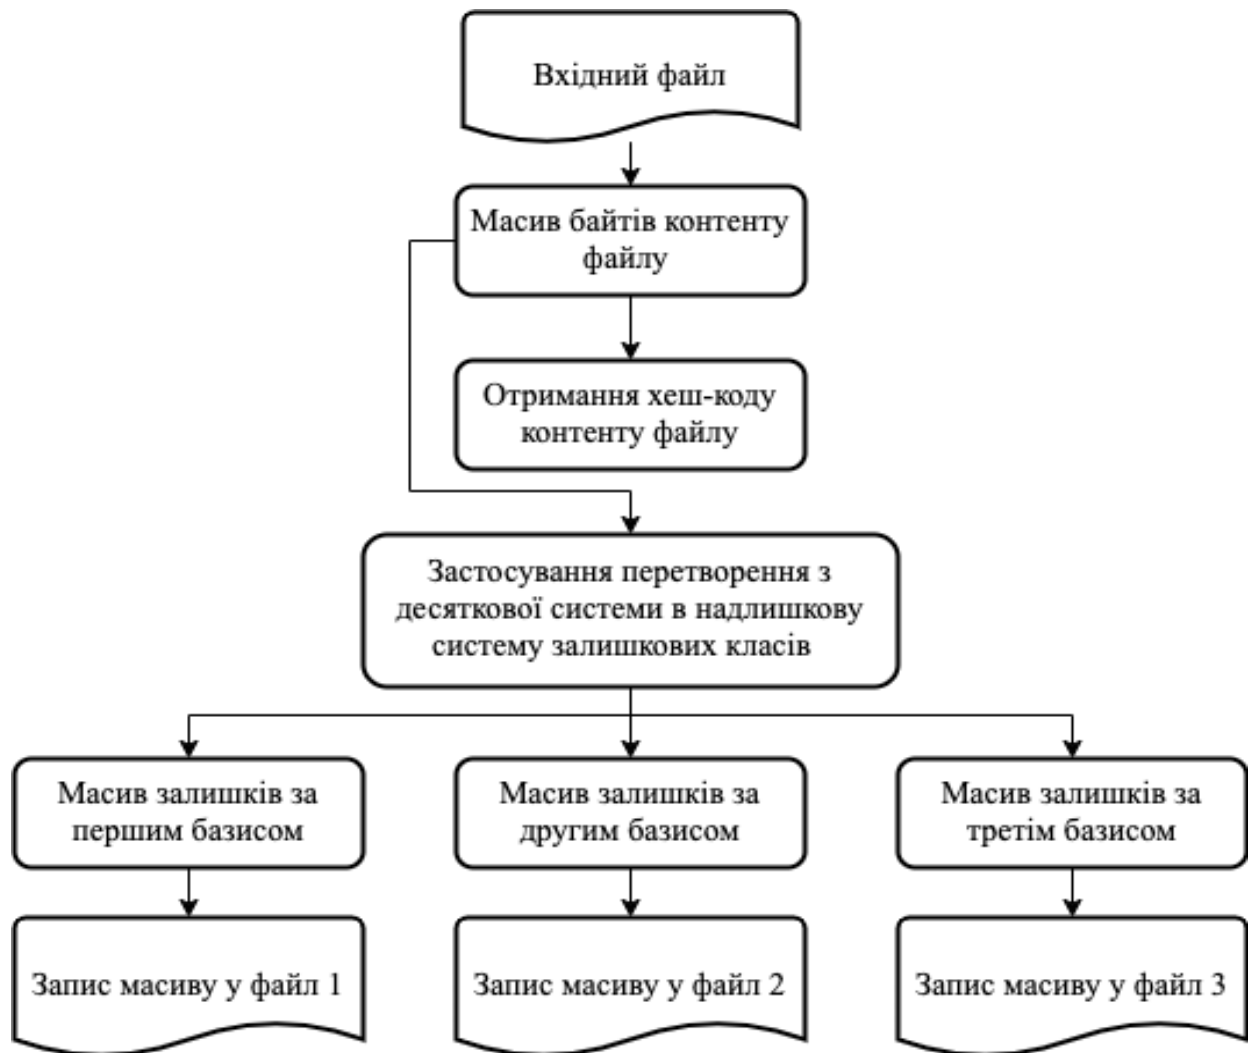 Вхідний файл
Масив байтів контенту
файлу
Отримання хеш-коду
контенту файлу
Застосування перетворення з
десяткової системи в надлишкову
систему залишкових класів
Масив залишків за
першим базисом
Масив залишків за
другим базисом
Масив залишків за
третім базисом
Запис масиву у файл 1
Запис масиву у файл 2
Запис масиву у файл 3